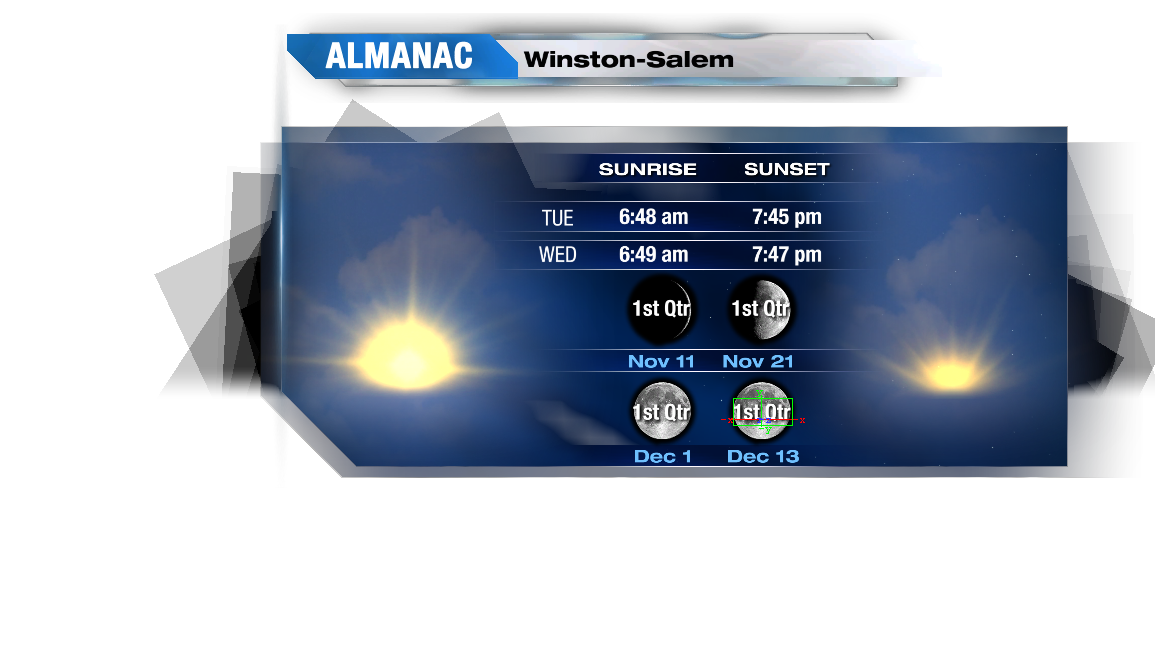 ALMANAC Winston-Salem
SUNRISE SUNSET
TUE 6:48 am 7:45 pm
WED 6:49 am 7:47 pm
1st Qtr 1st Qtr
Nov 11 Nov 21
1st Qtr 1st Qtr
Dec 1 Dec 13